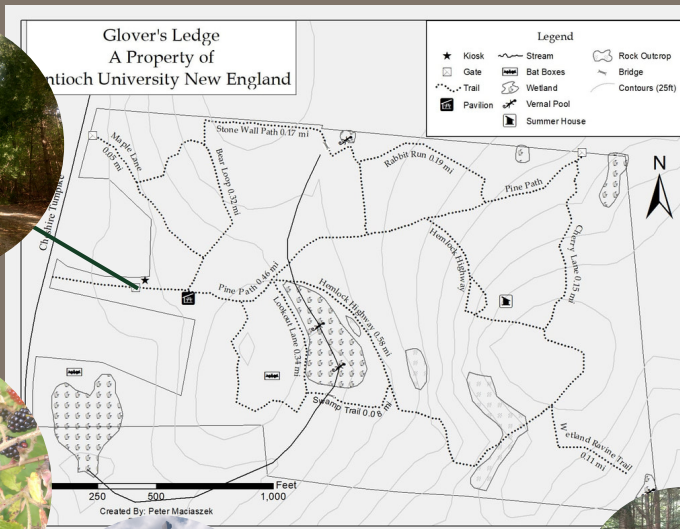 Glover's Ledge
A Property of
ntioch University New England
Legend
Kiosk
Gate
Trail
Pavilion
Stream
Bat Boxes
Wetland
Vernal Pool
Summer House
Rock Outcrop
Bridge
Contours (25ft)
N
Maple Lane
0.05 mi
Stone Wall Path 0.17 mi
Bear Loop 0.32 mi
Rabbit Run 0.19 mi
Pine Path
Hemlock Highway
Cherry Lane 0.15 mi
Pine Path 0.46 mi
Hemlock Highway 0.58 mi
Lookout Lane 0.34 mi
Swamp Trail 0.08 mi
Wetland Ravine Trail
0.11 mi
Turnpike
Feet
250
500
1,000
Created By: Peter Maciaszek